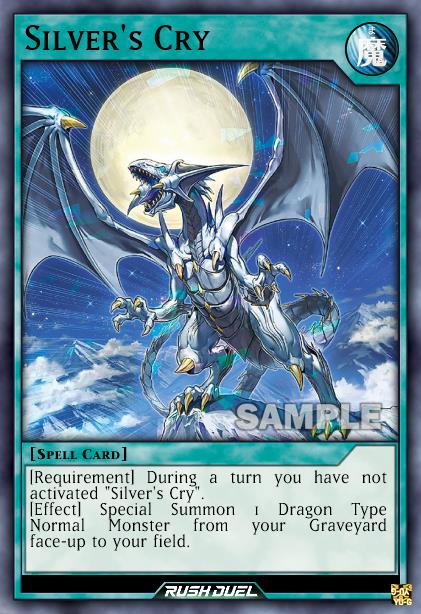 Silver's Cry
ま
魔
SAMPLE
[Spell Card]
[Requirement] During a turn you have not
activated "Silver's Cry".
[Effect] Special Summon 1 Dragon Type
Normal Monster from your Graveyard
face-up to your field.
RUSH DUEL